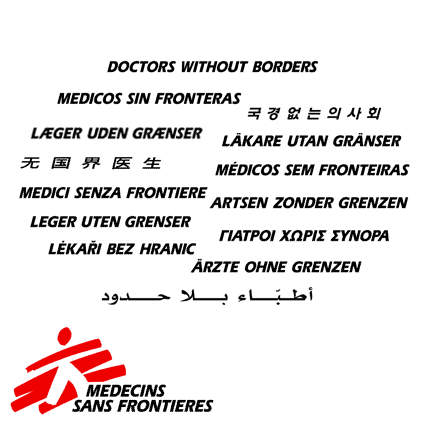 DOCTORS WITHOUT BORDERS
MEDICOS SIN FRONTERAS
국 경 없 는 의 사 회
LÆGER UDEN GRÆNSER
LÄKARE UTAN GRÄNSER
无 国 界 医 生
MÉDICOS SEM FRONTEIRAS
MEDICI SENZA FRONTIERE
ARTSEN ZONDER GRENZEN
LEGER UTEN GRENSER
ΓΙΑΤΡΟΙ ΧΩΡΙΣ ΣΥΝΟΡΑ
LÉKAŘI BEZ HRANIC
ÄRZTE OHNE GRENZEN
أطبّاء بلا حدود
MEDECINS
SANS FRONTIERES